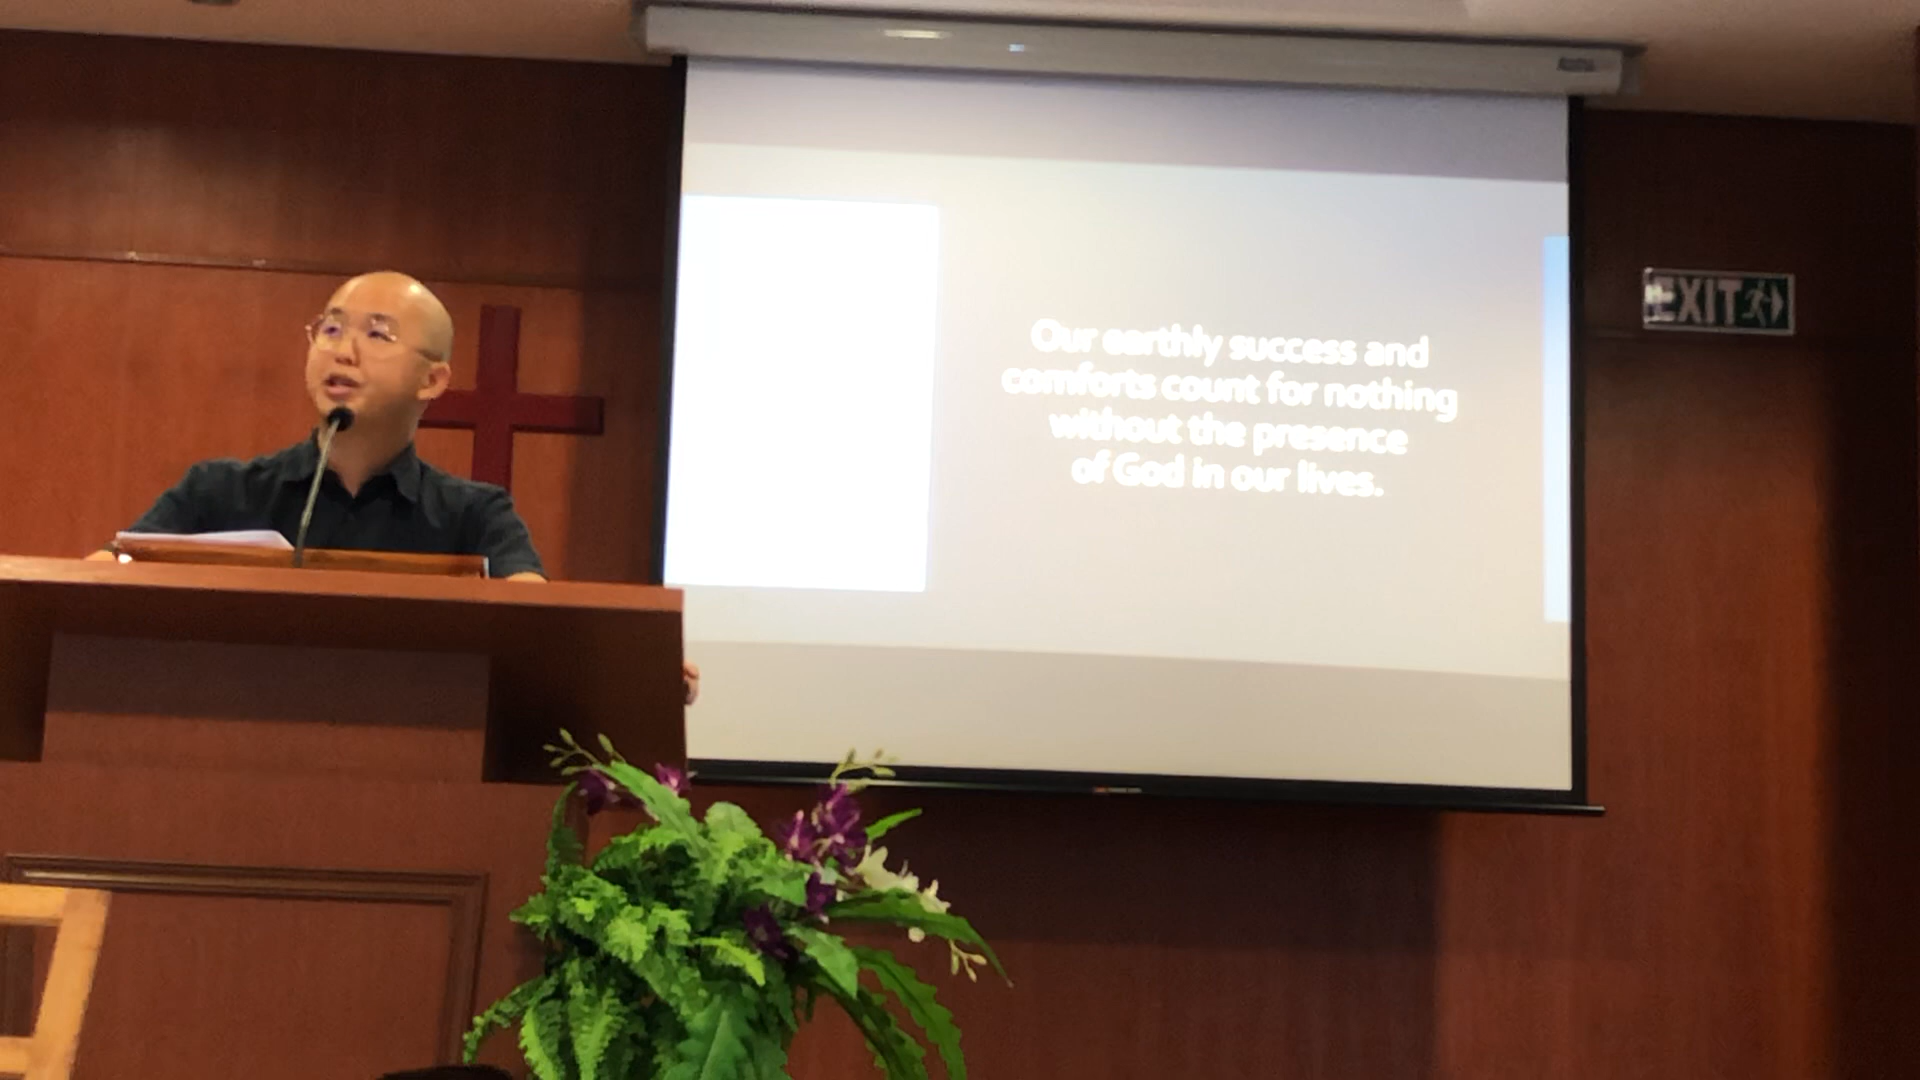 Our earthly success and
comforts count for nothing
without the presence
of God in our lives.
EXIT